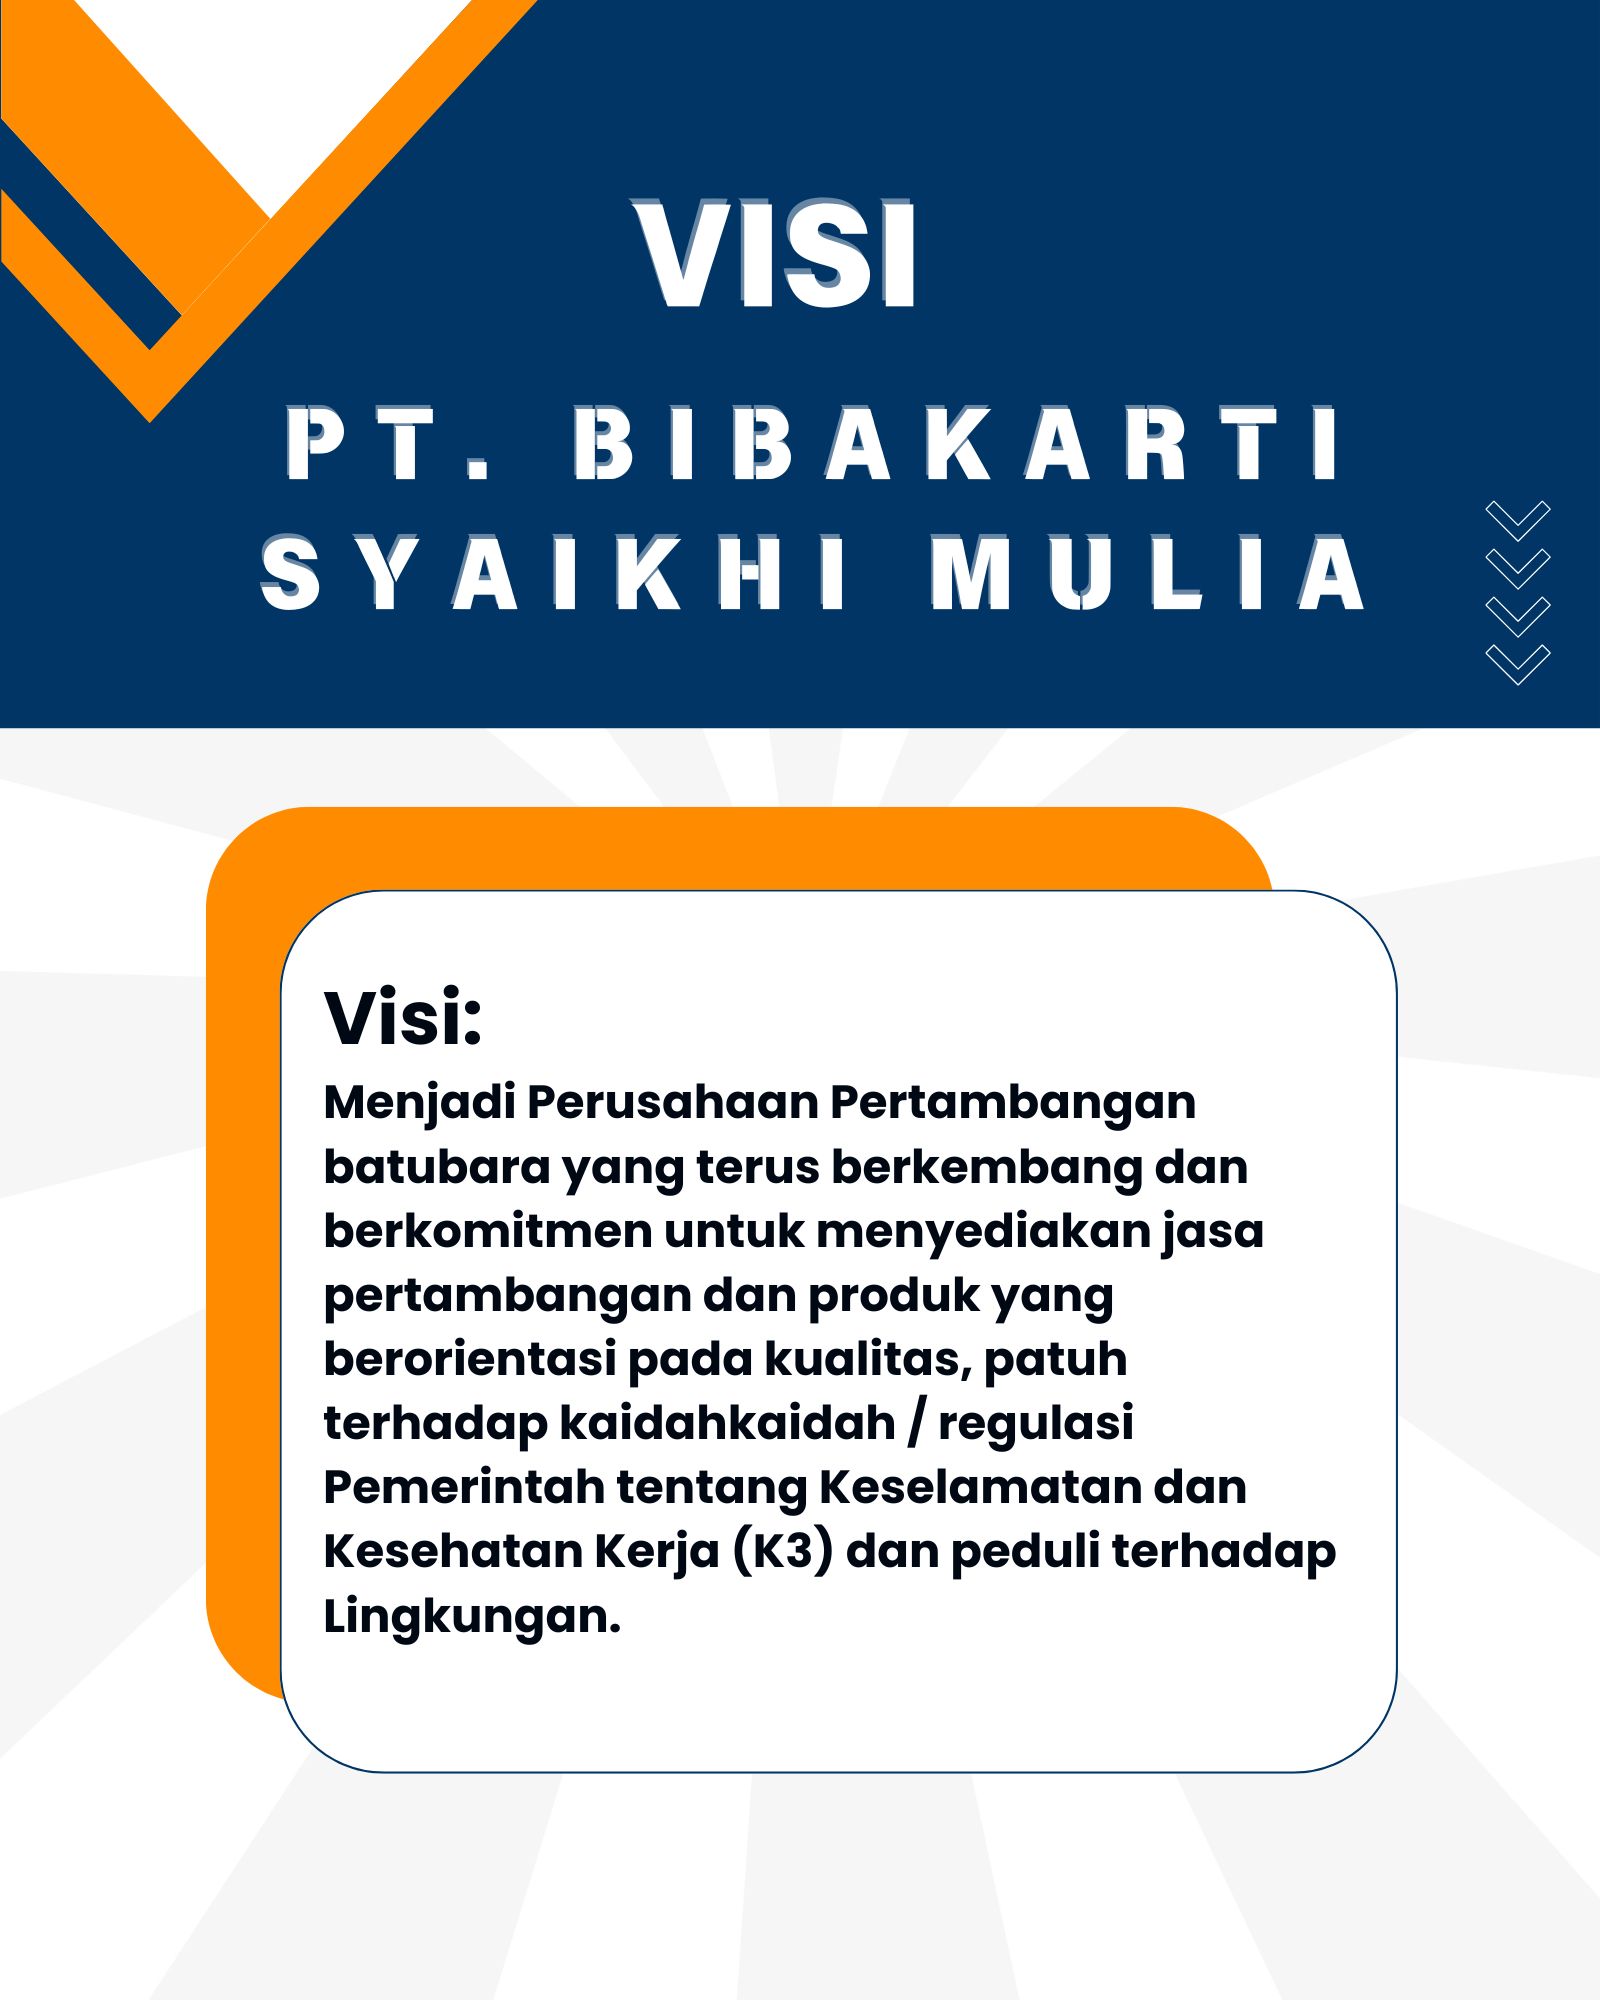 VISI
PT. BIBAKARTI
SYAIKHI MULIA
Visi:
Menjadi Perusahaan Pertambangan
batubara yang terus berkembang dan
berkomitmen untuk menyediakan jasa
pertambangan dan produk yang
berorientasi pada kualitas, patuh
terhadap kaidahkaidah / regulasi
Pemerintah tentang Keselamatan dan
Kesehatan Kerja (K3) dan peduli terhadap
Lingkungan.